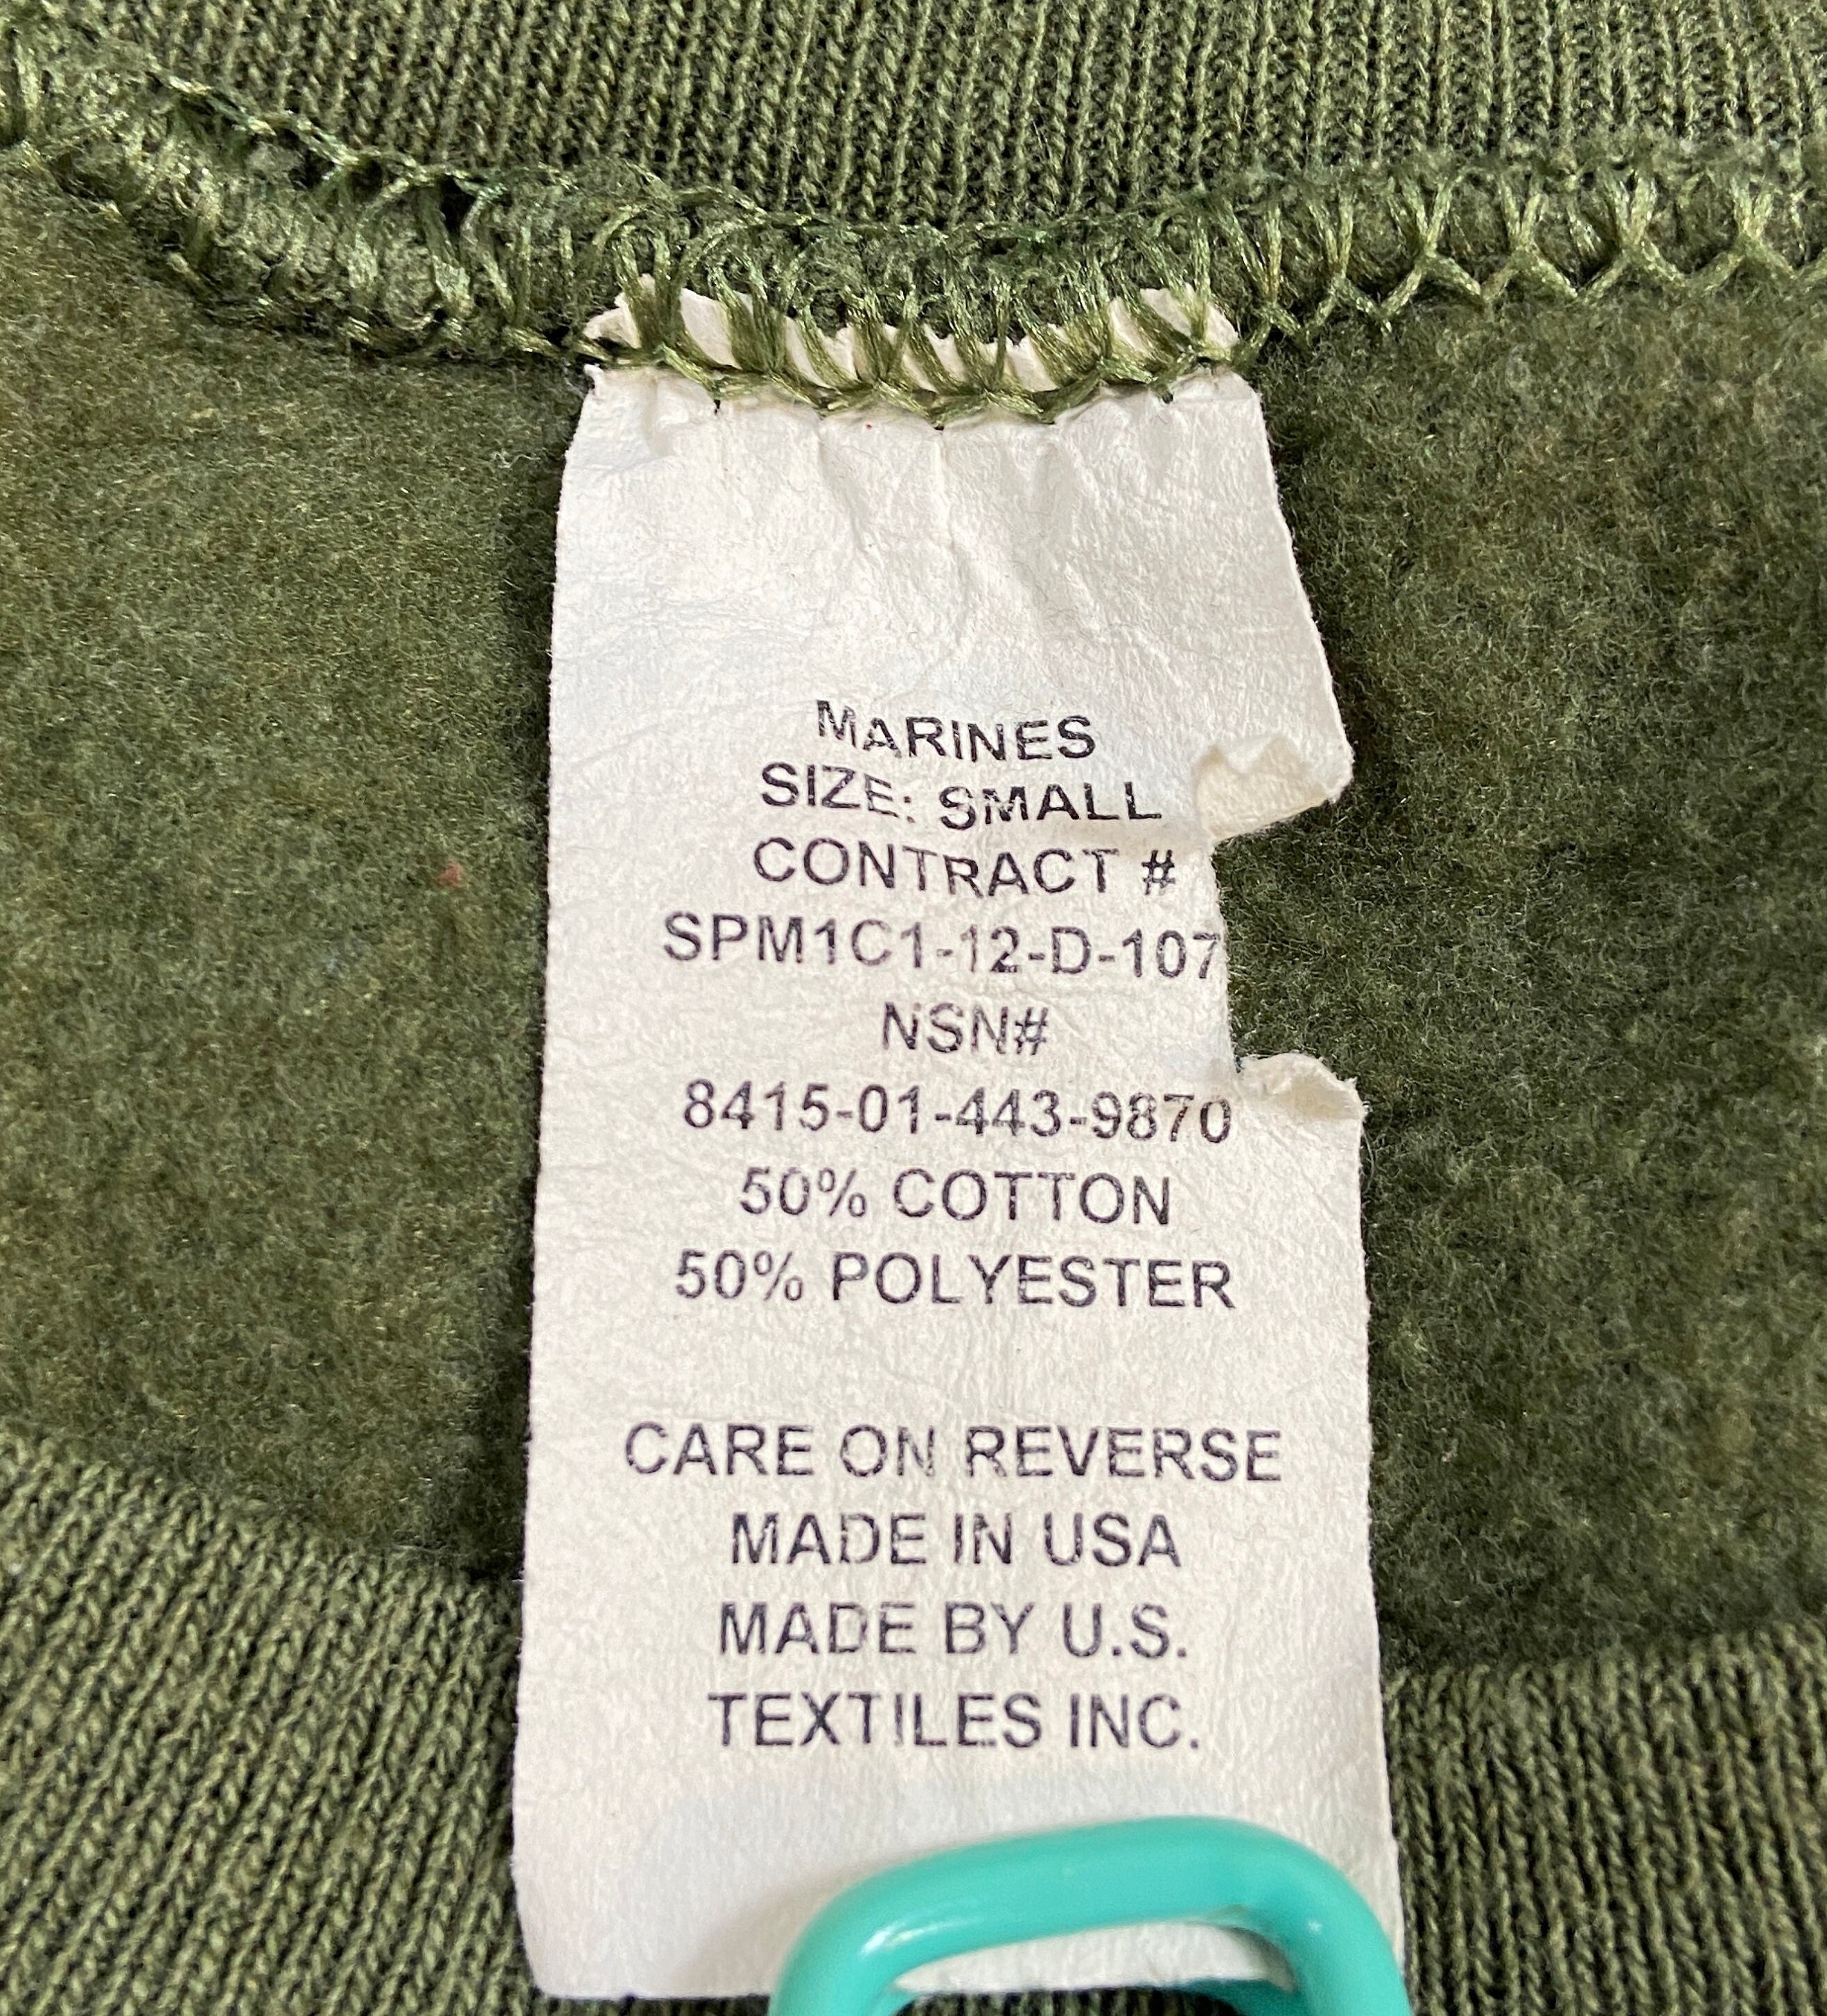 MARINES
SIZE: SMALL
CONTRACT #
SPM1C1-12-D-107
NSN#
8415-01-443-9870
50% COTTON
50% POLYESTER
CARE ON REVERSE
MADE IN USA
MADE BY U.S.
TEXTILES INC.